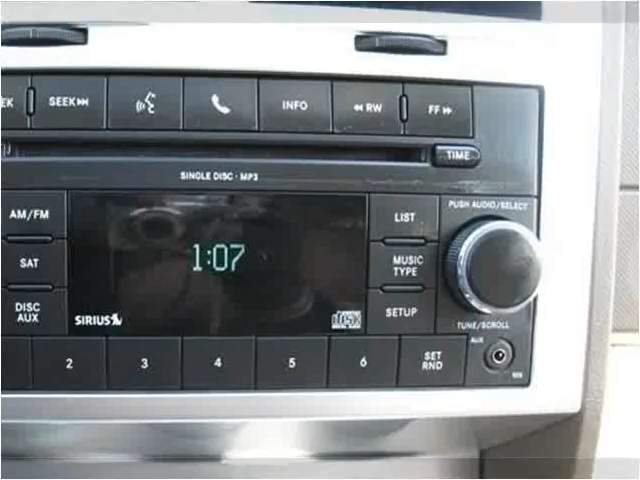 EK SEEK INFO RW FF
TIME
SINGLE DISC · MP3
AM/FM LIST PUSH AUDIO/SELECT
SAT 1:07 MUSIC
TYPE
DISC
AUX SIRIUS SETUP
TUNE/SCROLL
AUX
2 3 4 5 6 SET
RND